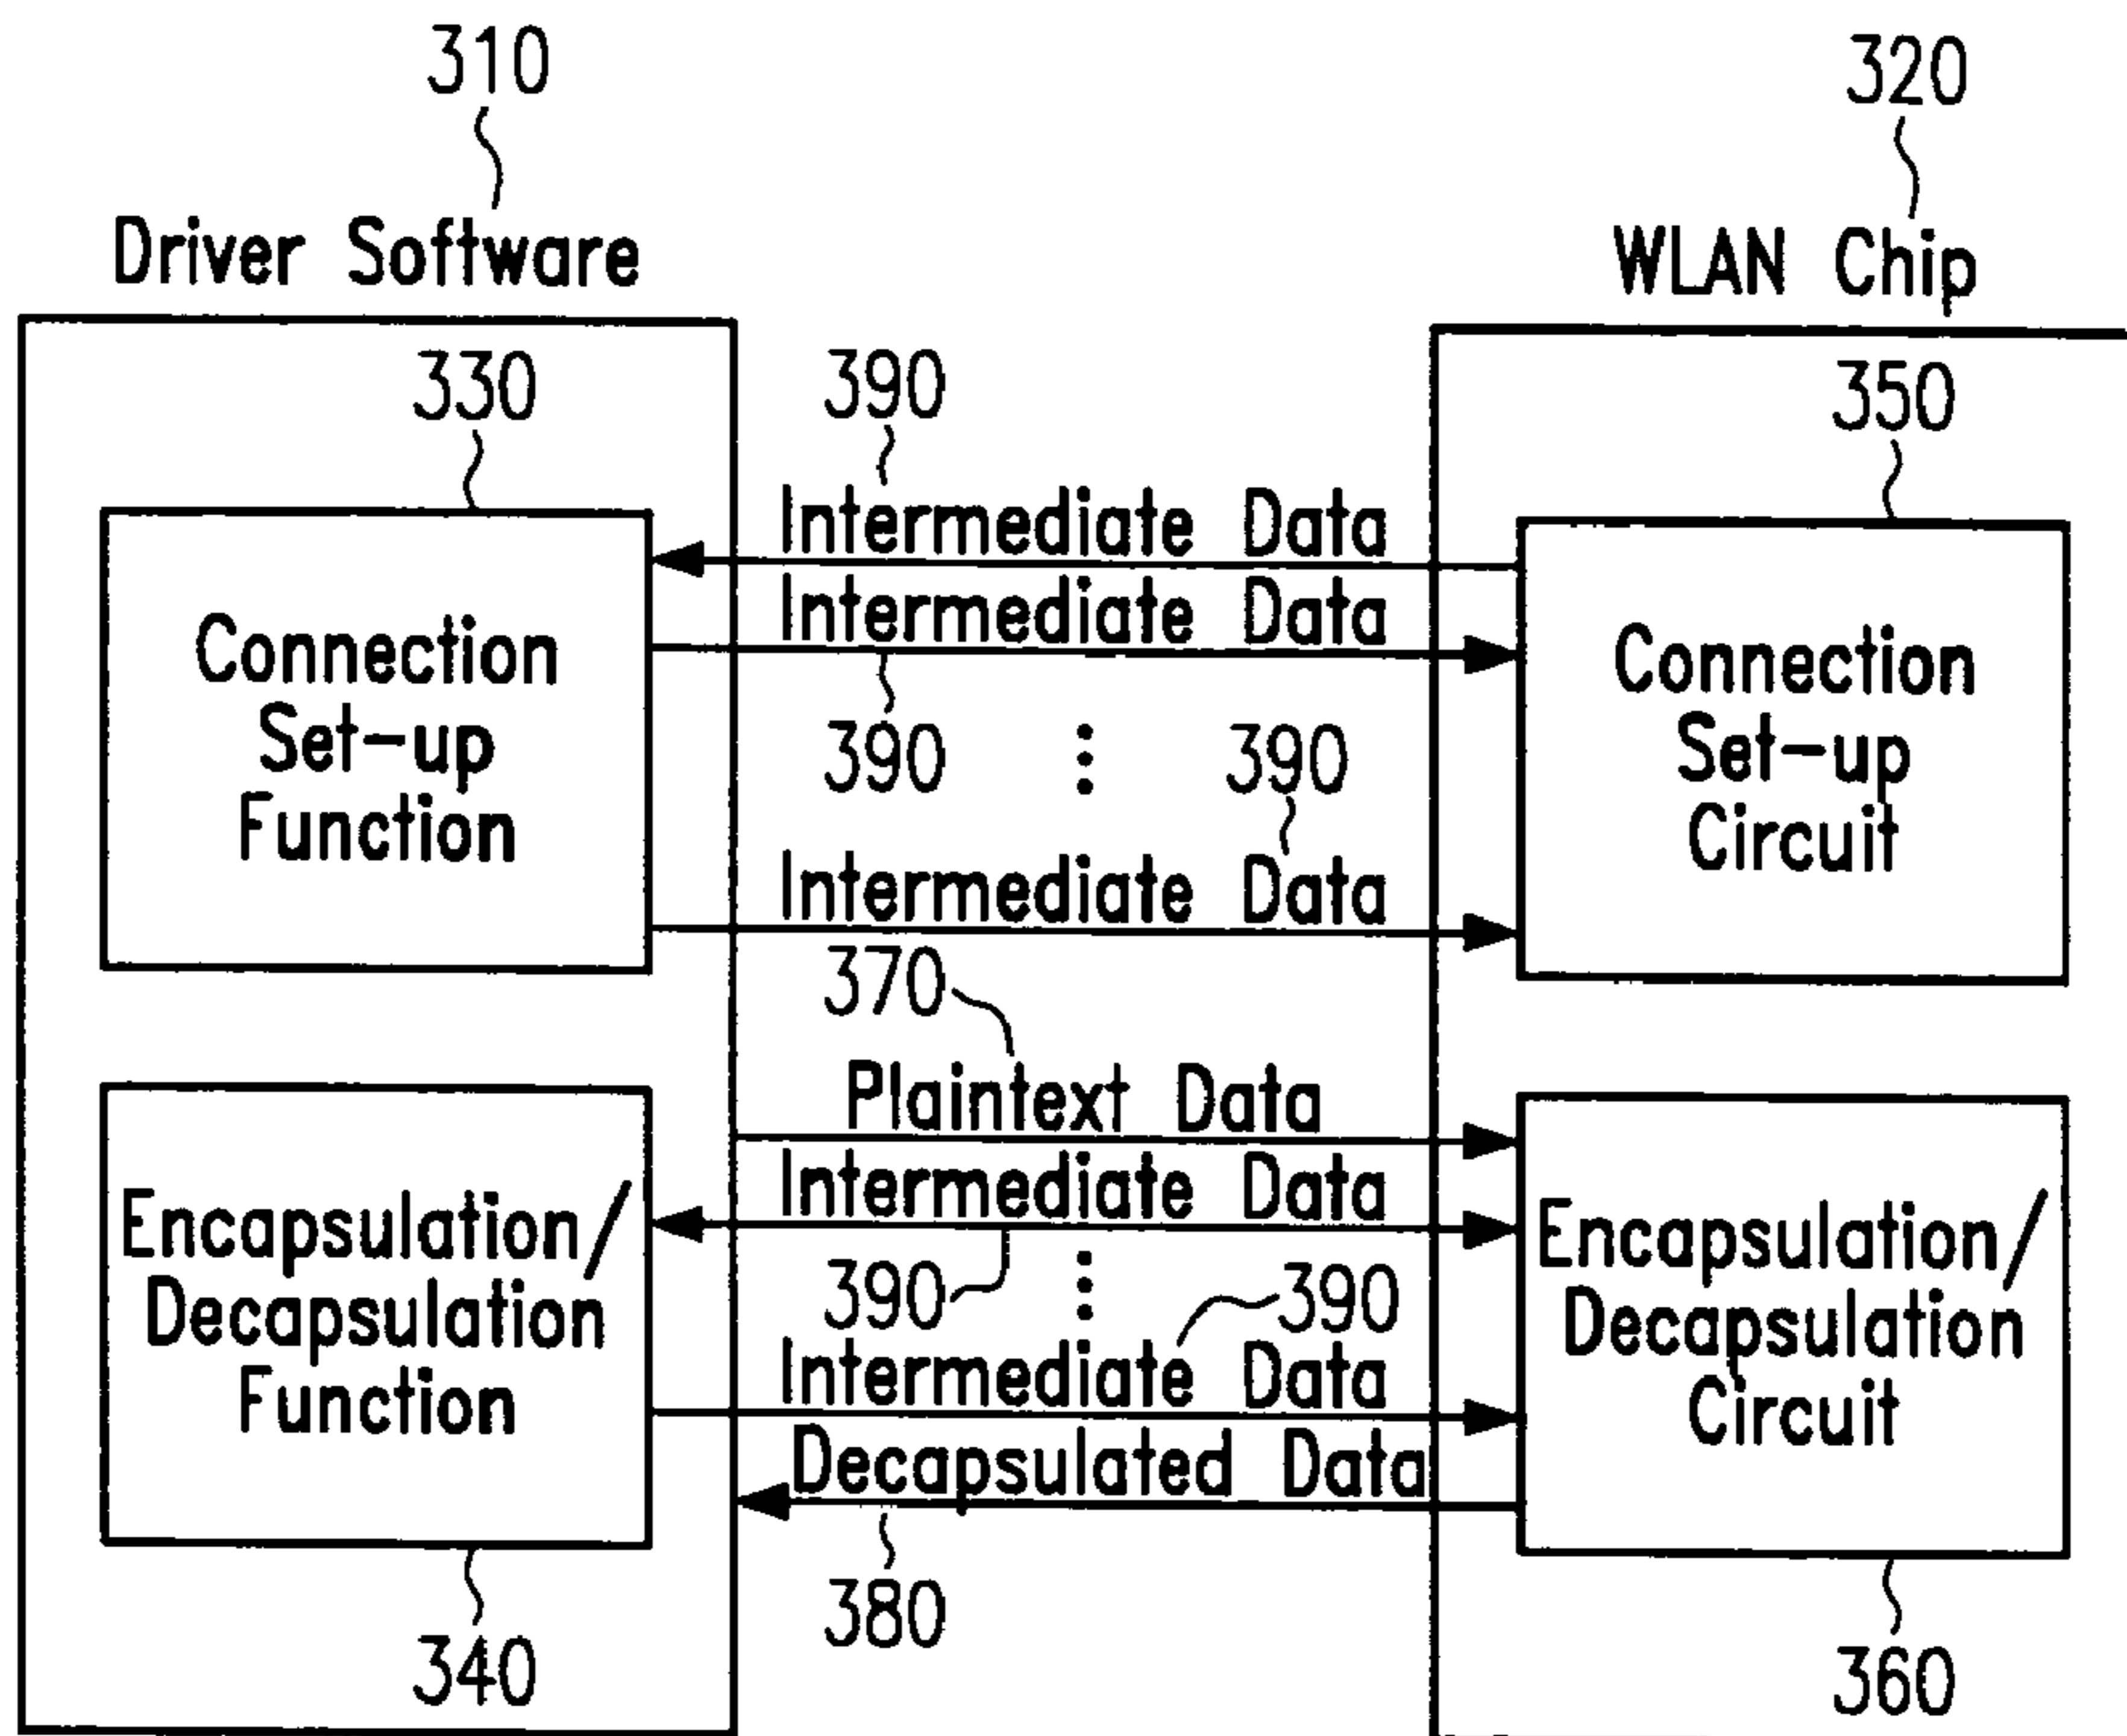 310
320
Driver Software
WLAN Chip
330
390
350
Intermediate Data
Intermediate Data
Connection
Set-up
Function
390
390
Connection
Set-up
Circuit
Intermediate Data
370
Plaintext Data
Intermediate Data
Encapsulation/
Decapsulation
Function
390
390
Encapsulation/
Decapsulation
Circuit
Intermediate Data
Decapsulated Data
380
340
360